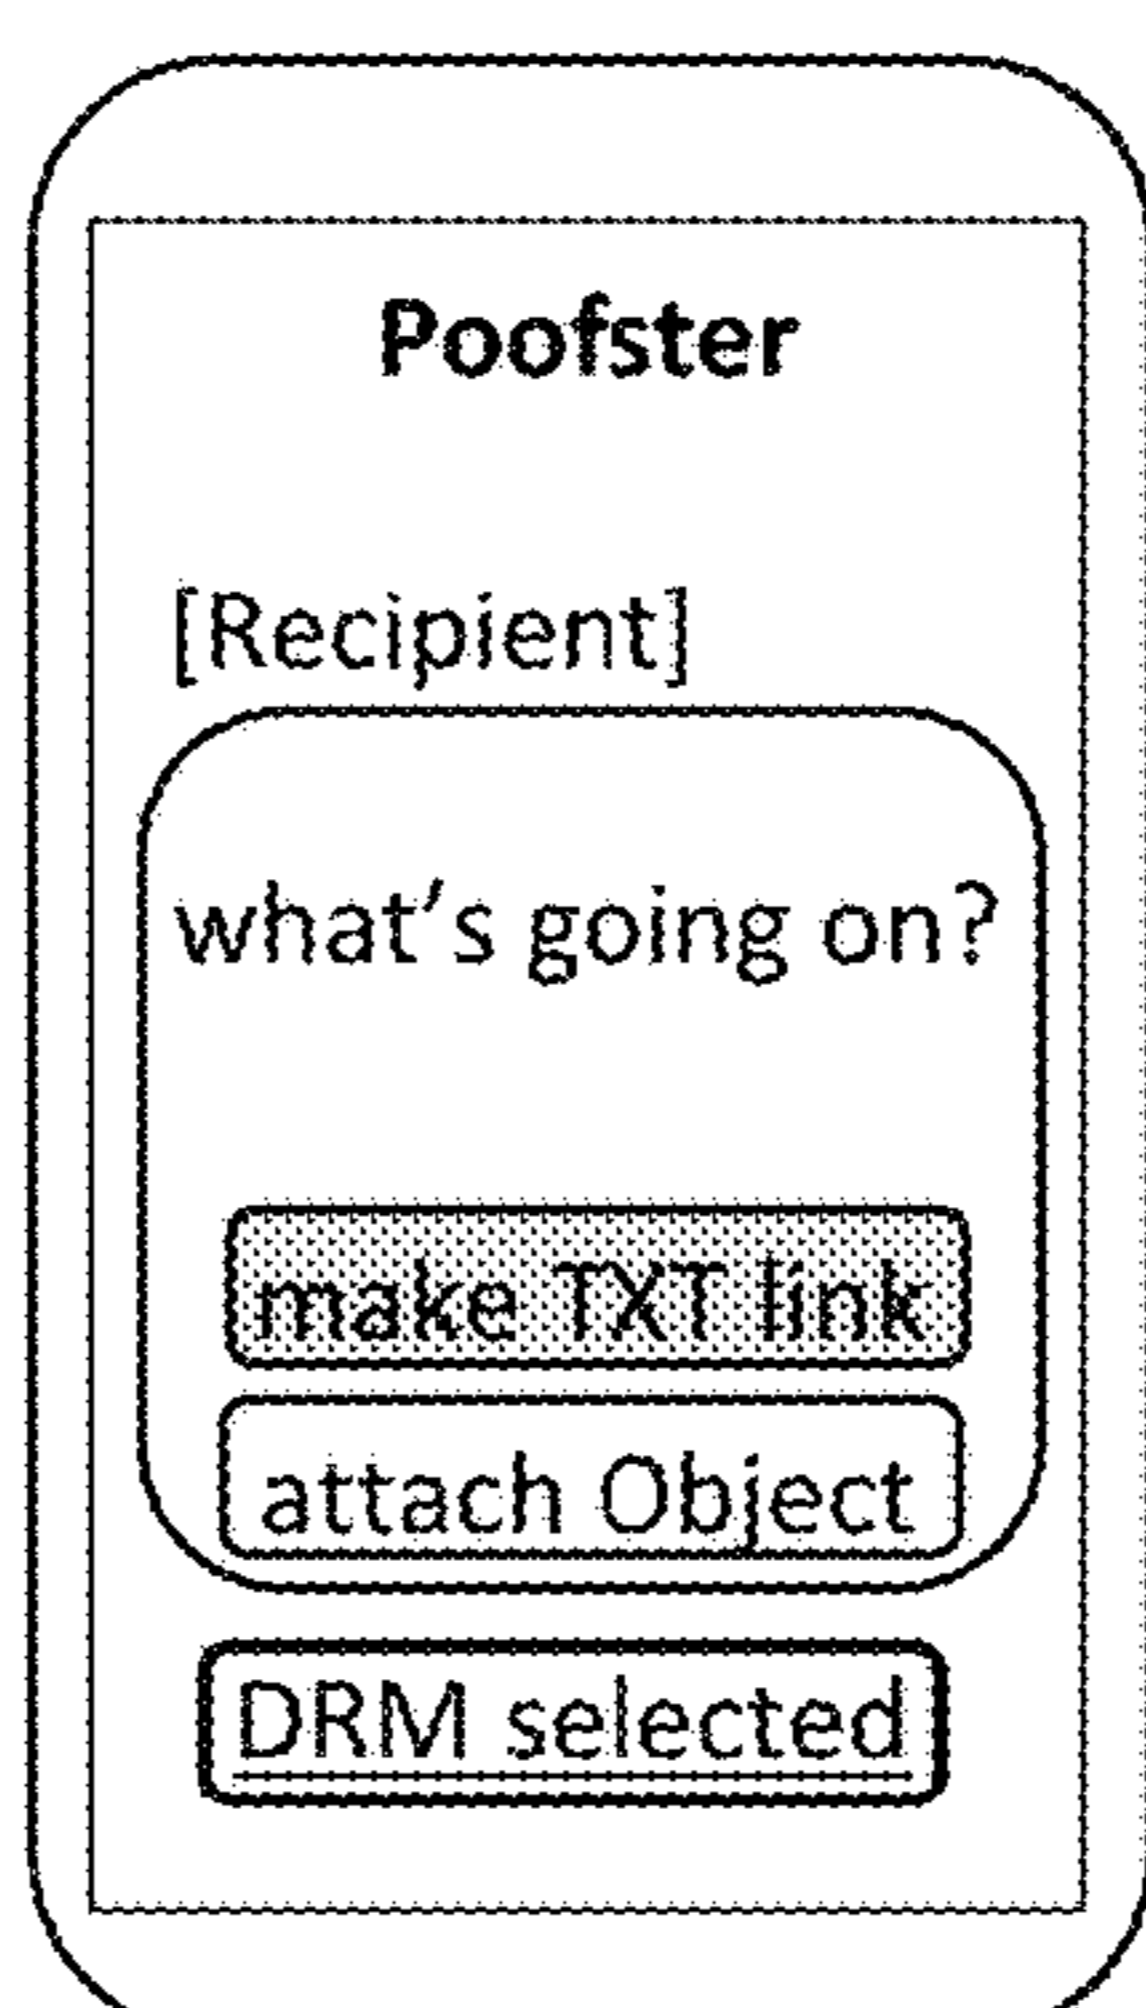 Poofster
[Recipient]
what's going on?
make TXT link
attach Object
DRM selected